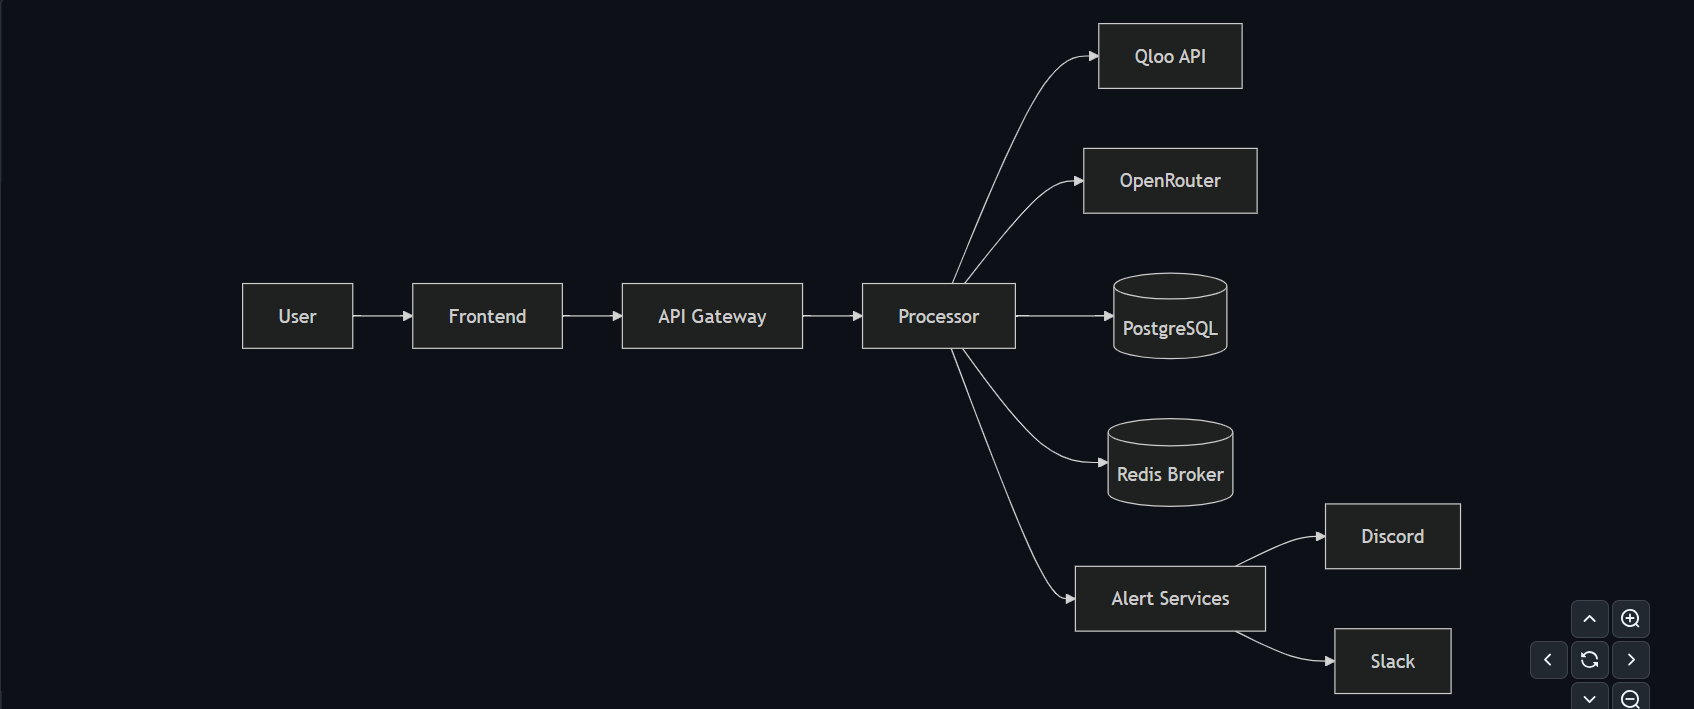 Qloo API
OpenRouter
User
Frontend
API Gateway
Processor
PostgreSQL
Redis Broker
Discord
Alert Services
Slack